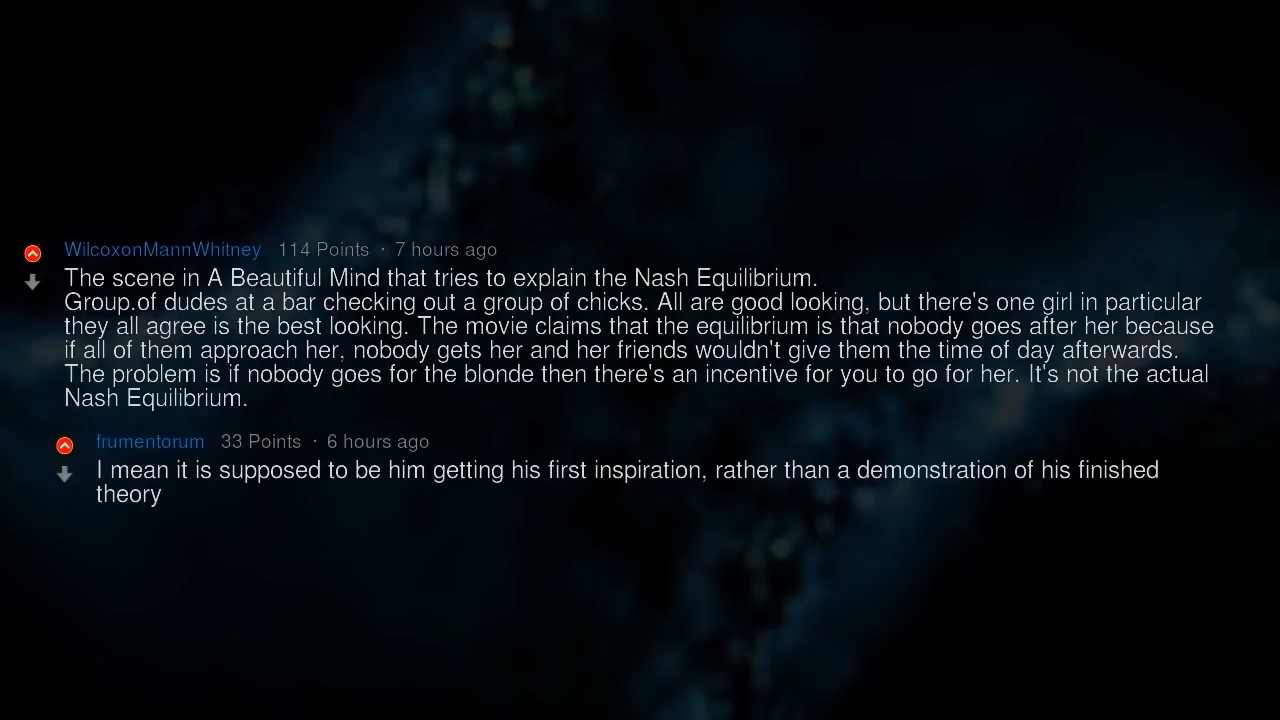 WilcoxonMannWhitney 114 Points · 7 hours ago
The scene in A Beautiful Mind that tries to explain the Nash Equilibrium.
Group.of dudes at a bar checking out a group of chicks. All are good looking, but there's one girl in particular
they all agree is the best looking. The movie claims that the equilibrium is that nobody goes after her because
if all of them approach her, nobody gets her and her friends wouldn't give them the time of day afterwards.
The problem is if nobody goes for the blonde then there's an incentive for you to go for her. It's not the actual
Nash Equilibrium.
frumentorum 33 Points · 6 hours ago
I mean it is supposed to be him getting his first inspiration, rather than a demonstration of his finished
theory